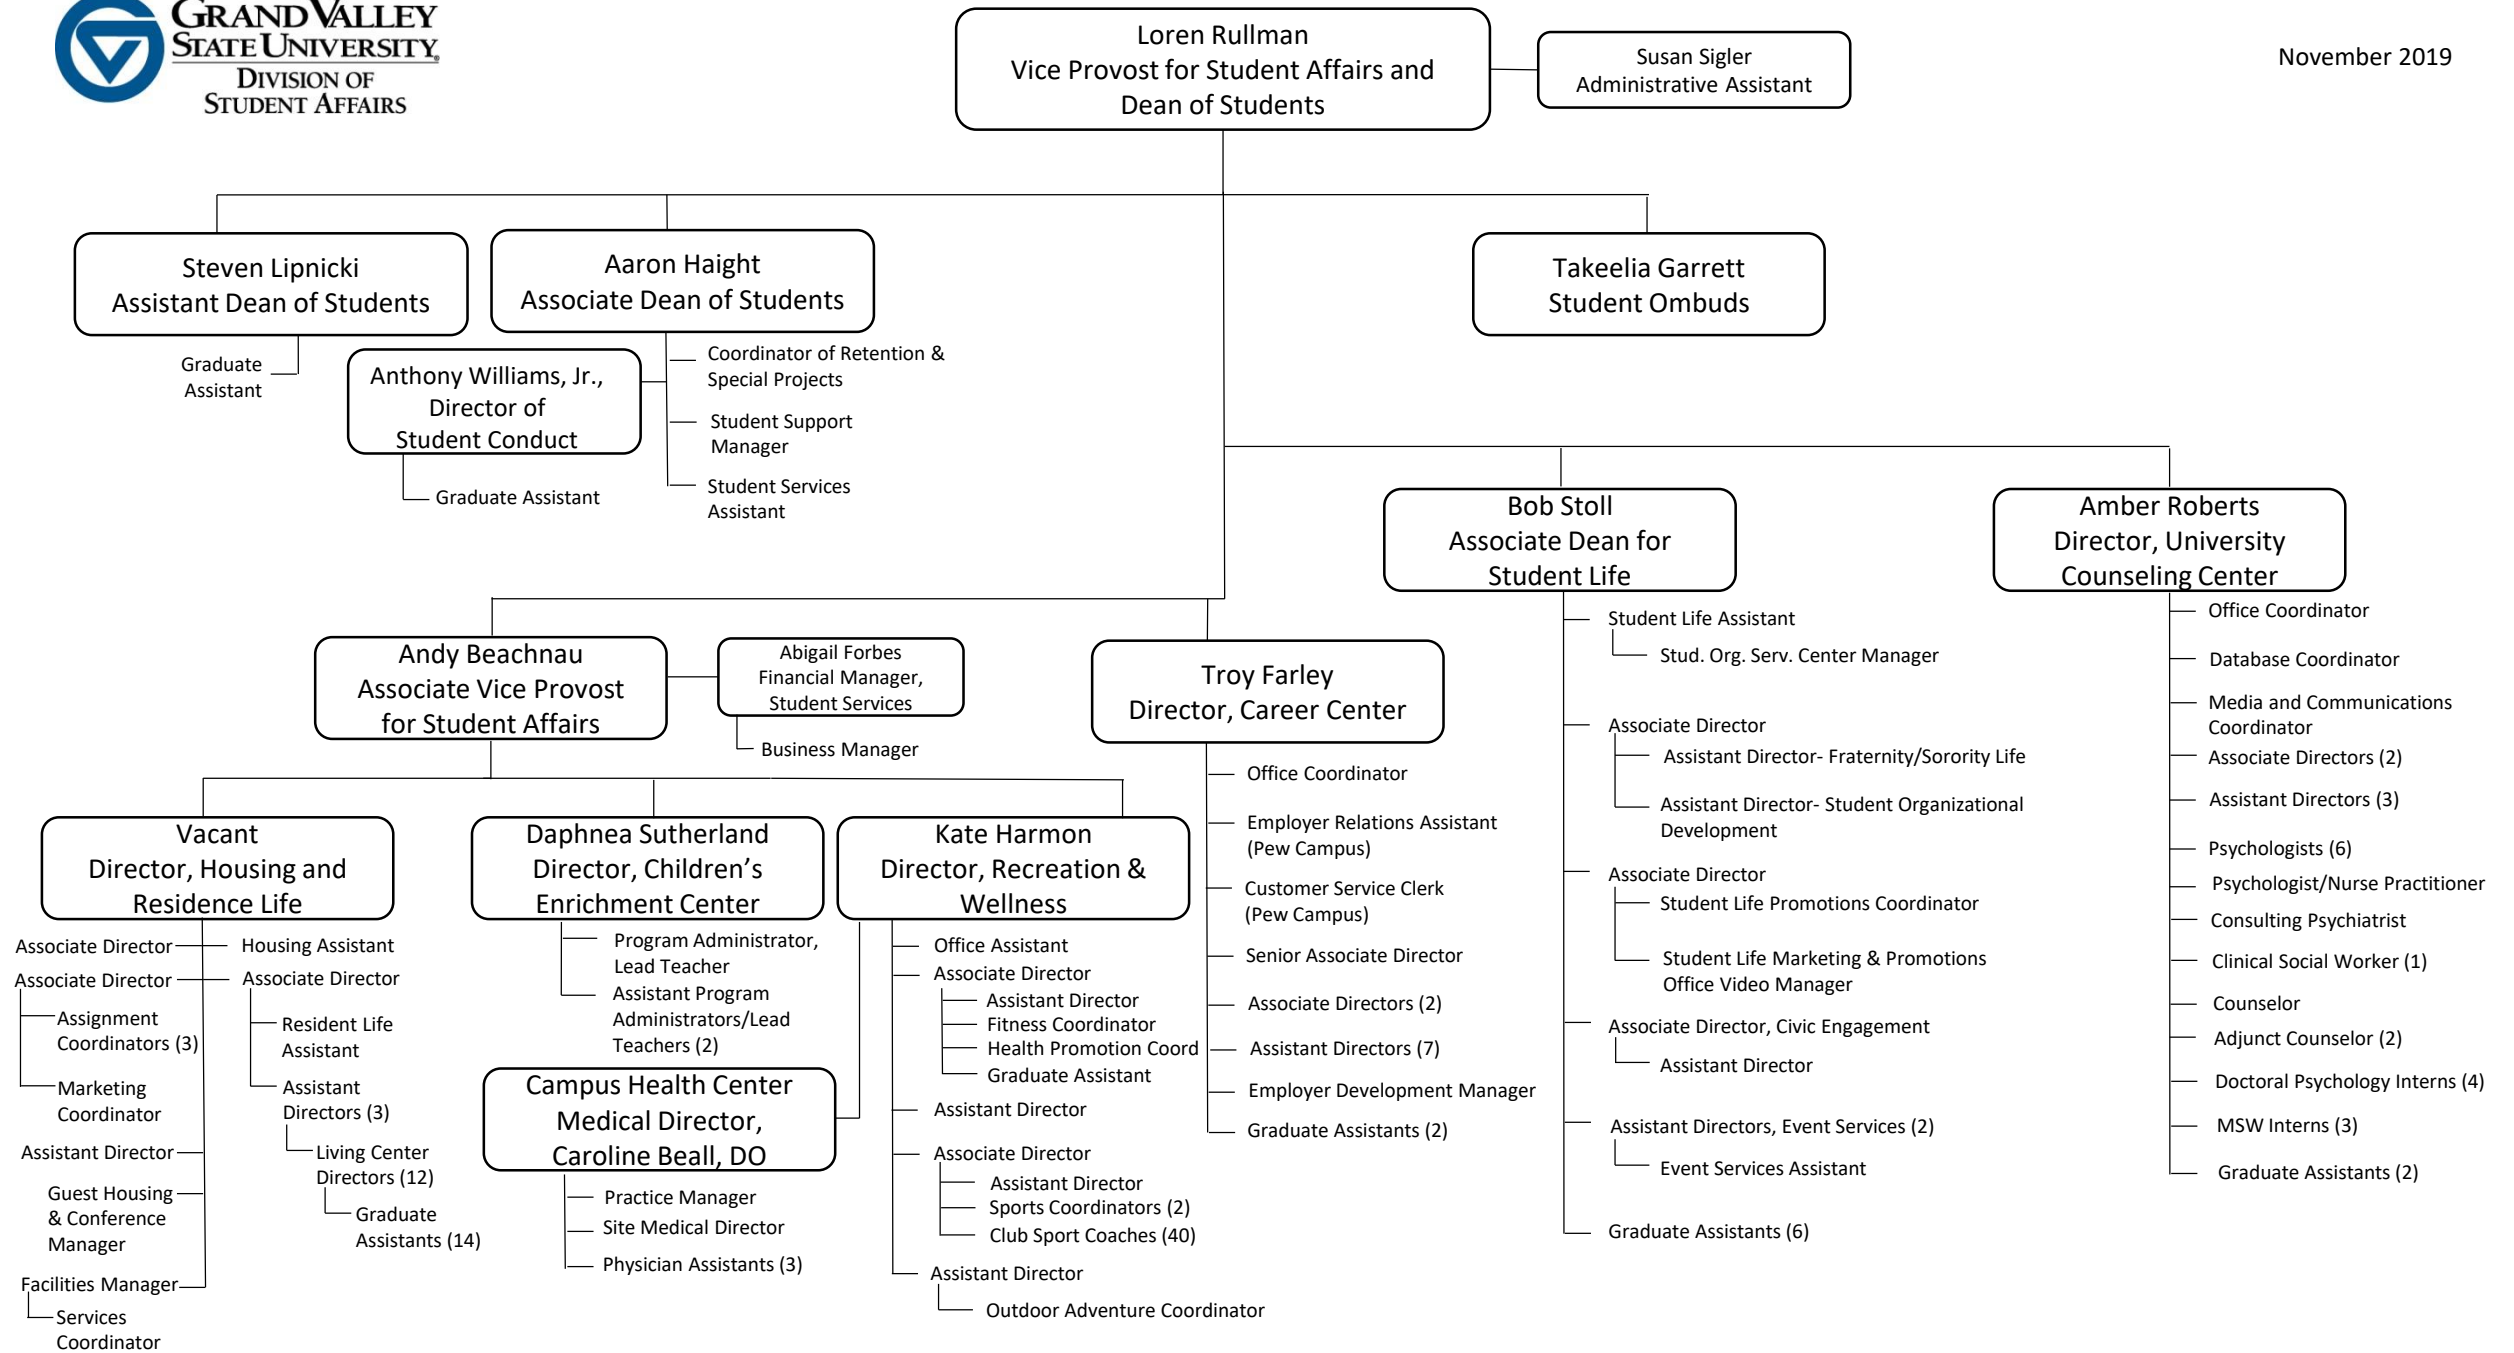 GRAND VALLEY
STATE UNIVERSITY
DIVISION OF
STUDENT AFFAIRS
November 2019
Loren Rullman
Vice Provost for Student Affairs and
Dean of Students
Susan Sigler
Administrative Assistant
Steven Lipnicki
Assistant Dean of Students
Graduate
Assistant
Aaron Haight
Associate Dean of Students
Anthony Williams, Jr.,
Director of
Student Conduct
Graduate Assistant
Coordinator of Retention &
Special Projects
Student Support
Manager
Student Services
Assistant
Takeelia Garrett
Student Ombuds
Andy Beachnau
Associate Vice Provost
for Student Affairs
Abigail Forbes
Financial Manager,
Student Services
Business Manager
Vacant
Director, Housing and
Residence Life
Associate Director
Housing Assistant
Associate Director
Assignment
Coordinators (3)
Marketing
Coordinator
Associate Director
Resident Life
Assistant
Assistant
Directors (3)
Living Center
Directors (12)
Graduate
Assistants (14)
Assistant Director
Guest Housing
& Conference
Manager
Facilities Manager
Services
Coordinator
Daphnea Sutherland
Director, Children's
Enrichment Center
Program Administrator,
Lead Teacher
Assistant Program
Administrators/Lead
Teachers (2)
Kate Harmon
Director, Recreation &
Wellness
Office Assistant
Associate Director
Assistant Director
Fitness Coordinator
Health Promotion Coord
Graduate Assistant
Assistant Director
Associate Director
Assistant Director
Sports Coordinators (2)
Club Sport Coaches (40)
Assistant Director
Outdoor Adventure Coordinator
Campus Health Center
Medical Director,
Caroline Beall, DO
Practice Manager
Site Medical Director
Physician Assistants (3)
Troy Farley
Director, Career Center
Office Coordinator
Employer Relations Assistant
(Pew Campus)
Customer Service Clerk
(Pew Campus)
Senior Associate Director
Associate Directors (2)
Assistant Directors (7)
Employer Development Manager
Graduate Assistants (2)
Bob Stoll
Associate Dean for
Student Life
Student Life Assistant
Stud. Org. Serv. Center Manager
Associate Director
Assistant Director- Fraternity/Sorority Life
Assistant Director- Student Organizational
Development
Associate Director
Student Life Promotions Coordinator
Student Life Marketing & Promotions
Office Video Manager
Associate Director, Civic Engagement
Assistant Director
Assistant Directors, Event Services (2)
Event Services Assistant
Graduate Assistants (6)
Amber Roberts
Director, University
Counseling Center
Office Coordinator
Database Coordinator
Media and Communications
Coordinator
Associate Directors (2)
Assistant Directors (3)
Psychologists (6)
Psychologist/Nurse Practitioner
Consulting Psychiatrist
Clinical Social Worker (1)
Counselor
Adjunct Counselor (2)
Doctoral Psychology Interns (4)
MSW Interns (3)
Graduate Assistants (2)